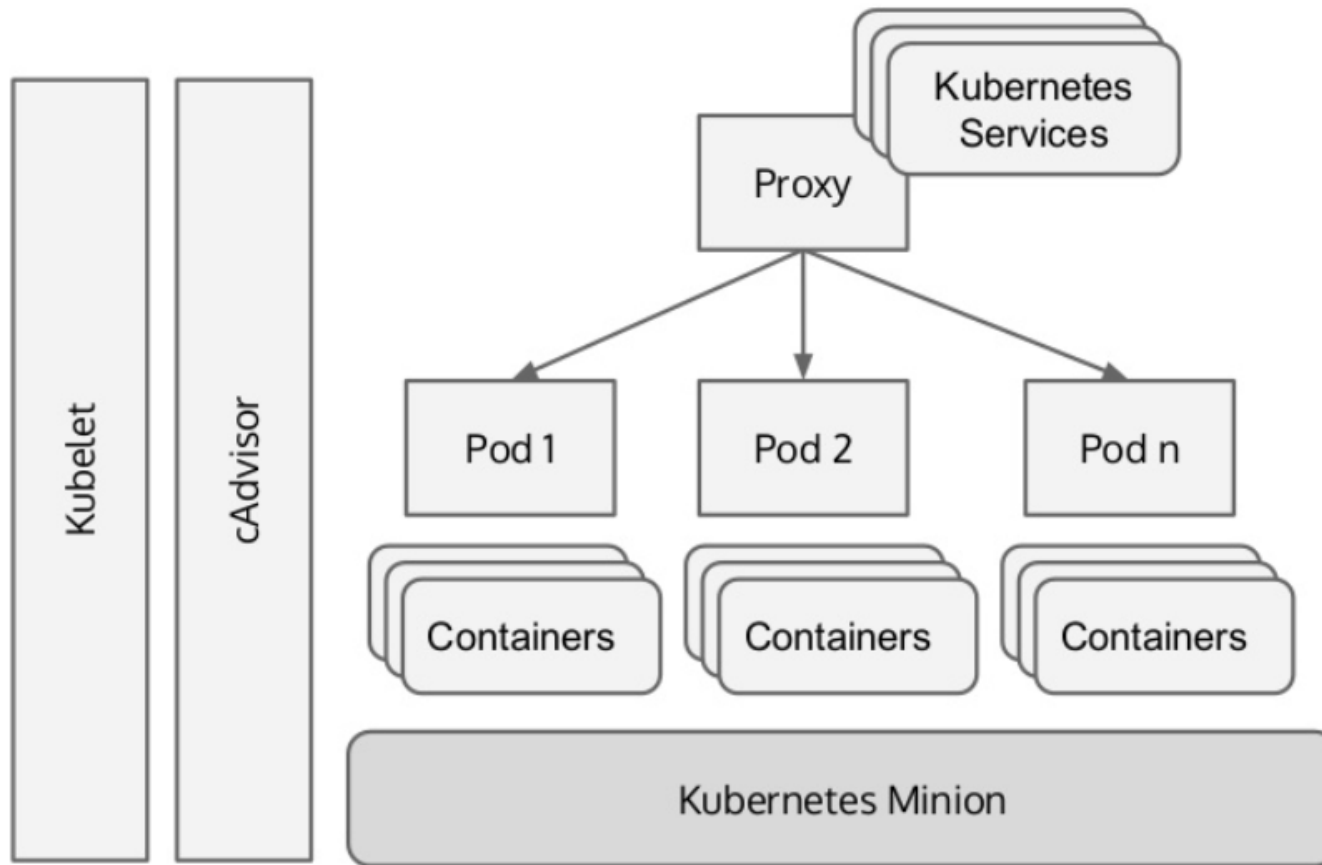 Kubernetes
Services
Proxy
Kubelet
cAdvisor
Pod 1
Pod 2
Pod n
Containers
Containers
Containers
Kubernetes Minion